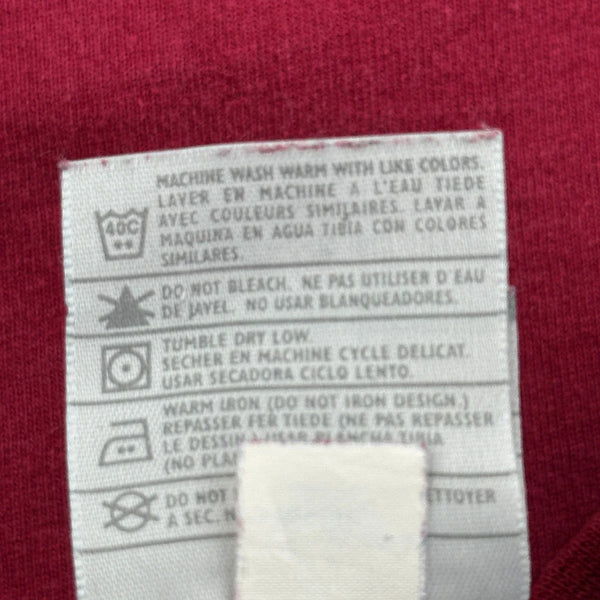 MACHINE WASH WARM WITH LIKE COLORS.
LAVER EN MACHINE A L'EAU TIEDE
AVEC COULEURS SIMILAIRES. LAVAR A
MAQUINA EN AGUA TIBIA CON COLORES
SIMILARES.
40C
DO NOT BLEACH. NE PAS UTILISER D'EAU
DE JAVEL. NO USAR BLANQUEADORES.
TUMBLE DRY LOW.
SECHER EN MACHINE CYCLE DELICAT.
USAR SECADORA CICLO LENTO.
WARM IRON (DO NOT IRON DESIGN.)
REPASSER FER TIEDE (NE PAS REPASSER
LE DESSIN) USAR PLANCHA TIBIA
(NO
DO NOT
A SEC.